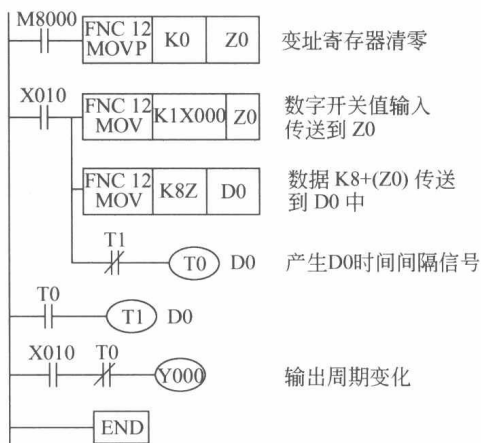 M8000
FNC 12 MOVP K0 Z0 变址寄存器清零
X010
FNC 12 MOV K1X000 Z0 数字开关值输入
传送到 Z0
FNC 12 MOV K8Z D0 数据 K8+(Z0) 传送
到 D0 中
T1
T0 D0 产生D0时间间隔信号
T0
T1 D0
X010 T0
Y000 输出周期变化
END